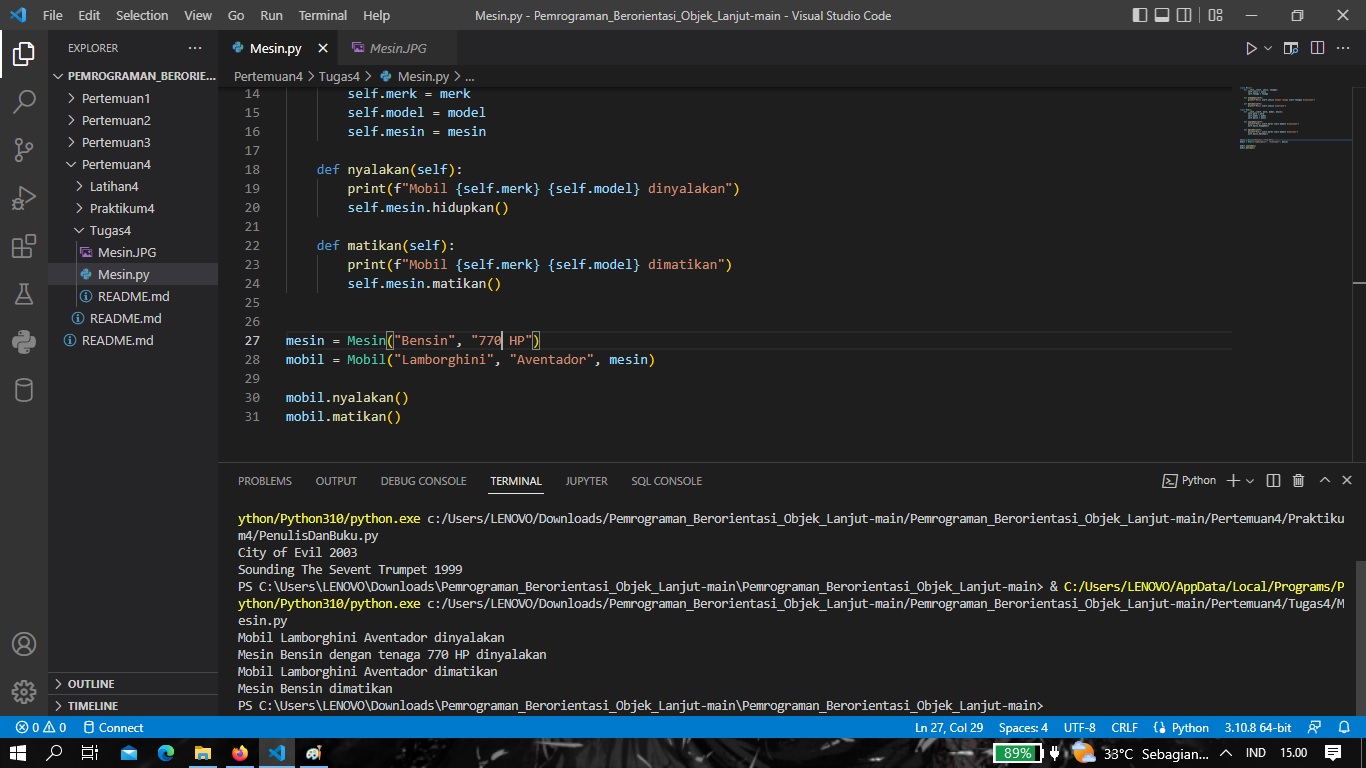 File Edit Selection View Go Run Terminal Help Mesin.py - Pemrograman_Berorientasi_Objek_Lanjut-main - Visual Studio Code
EXPLORER
PEMROGRAMAN_BERORIE...
Pertemuan1
Pertemuan2
Pertemuan3
Pertemuan4
Latihan4
Praktikum4
Tugas4
Mesin.JPG
Mesin.py
README.md
README.md
README.md
OUTLINE
TIMELINE
Mesin.py Mesin.JPG
Pertemuan4 > Tugas4 > Mesin.py > ...
14 self.merk = merk
15 self.model = model
16 self.mesin = mesin
17
18 def nyalakan(self):
19 print(f"Mobil {self.merk} {self.model} dinyalakan")
20 self.mesin.hidupkan()
21
22 def matikan(self):
23 print(f"Mobil {self.merk} {self.model} dimatikan")
24 self.mesin.matikan()
25
26
27 mesin = Mesin("Bensin", "770 HP")
28 mobil = Mobil("Lamborghini", "Aventador", mesin)
29
30 mobil.nyalakan()
31 mobil.matikan()
PROBLEMS OUTPUT DEBUG CONSOLE TERMINAL JUPYTER SQL CONSOLE Python
ython/Python310/python.exe c:/Users/LENOVO/Downloads/Pemrograman_Berorientasi_Objek_Lanjut-main/Pemrograman_Berorientasi_Objek_Lanjut-main/Pertemuan4/Praktiku
m4/PenulisDanBuku.py
City of Evil 2003
Sounding The Sevent Trumpet 1999
PS C:\Users\LENOVO\Downloads\Pemrograman_Berorientasi_Objek_Lanjut-main\Pemrograman_Berorientasi_Objek_Lanjut-main> & C:/Users/LENOVO/AppData/Local/Programs/P
ython/Python310/python.exe c:/Users/LENOVO/Downloads/Pemrograman_Berorientasi_Objek_Lanjut-main/Pemrograman_Berorientasi_Objek_Lanjut-main/Pertemuan4/Tugas4/M
esin.py
Mobil Lamborghini Aventador dinyalakan
Mesin Bensin dengan tenaga 770 HP dinyalakan
Mobil Lamborghini Aventador dimatikan
Mesin Bensin dimatikan
PS C:\Users\LENOVO\Downloads\Pemrograman_Berorientasi_Objek_Lanjut-main\Pemrograman_Berorientasi_Objek_Lanjut-main>
0 0 Connect Ln 27, Col 29 Spaces: 4 UTF-8 CRLF Python 3.10.8 64-bit
89% 33°C Sebagian... IND 15.00